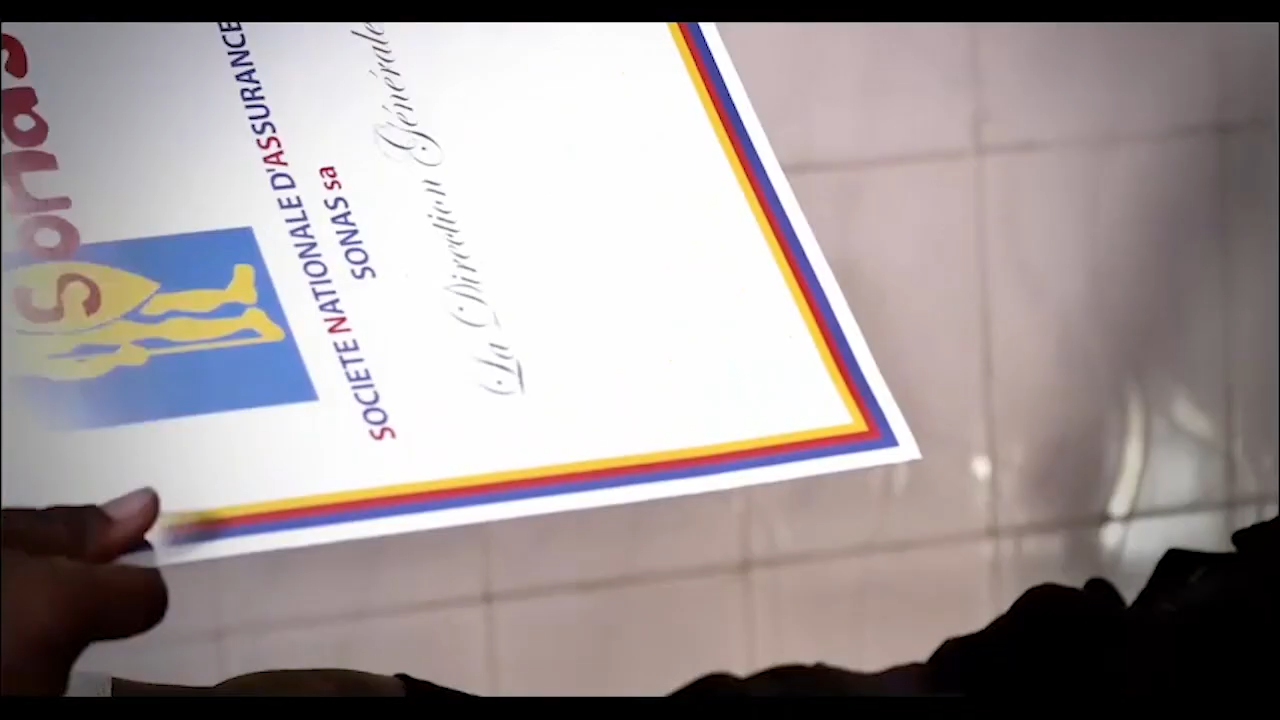 Sonas
SOCIETE NATIONALE D'ASSURANCE
SONAS sa
La Direction Générale